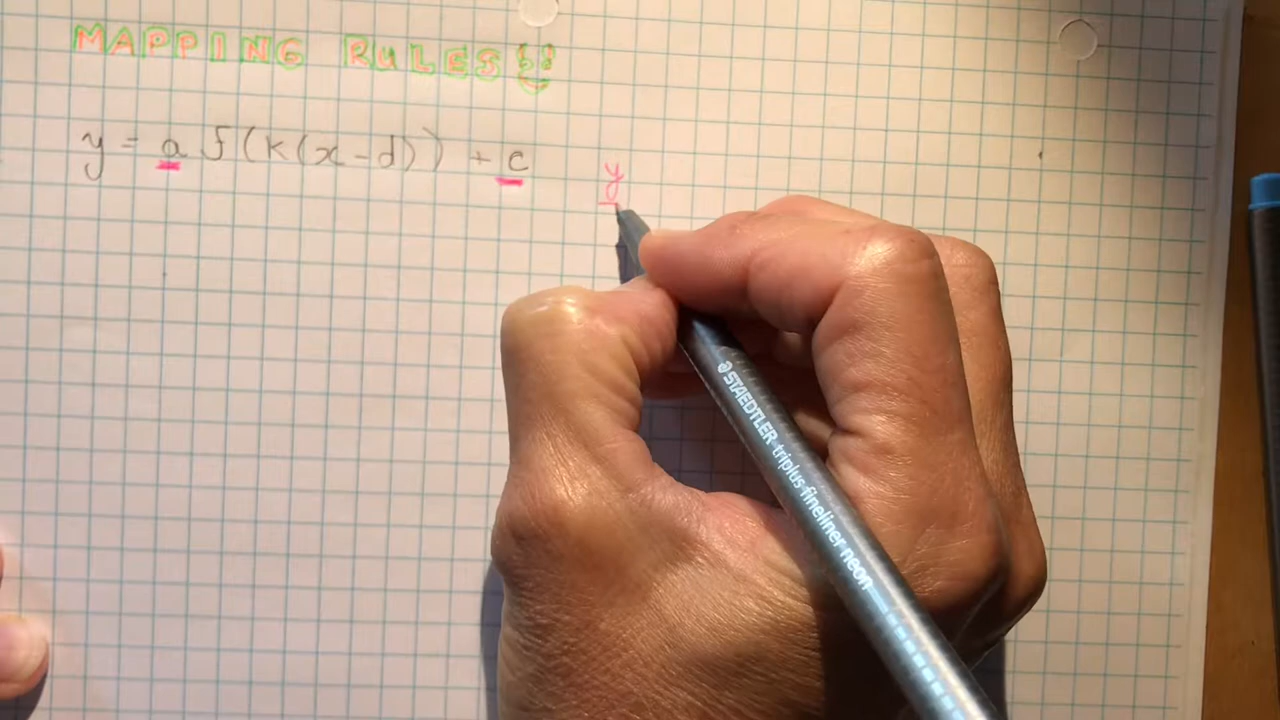 MAPPING RULES
y = a f(k(x-d)) + c
y
STAEDTLER triplus fineliner neon